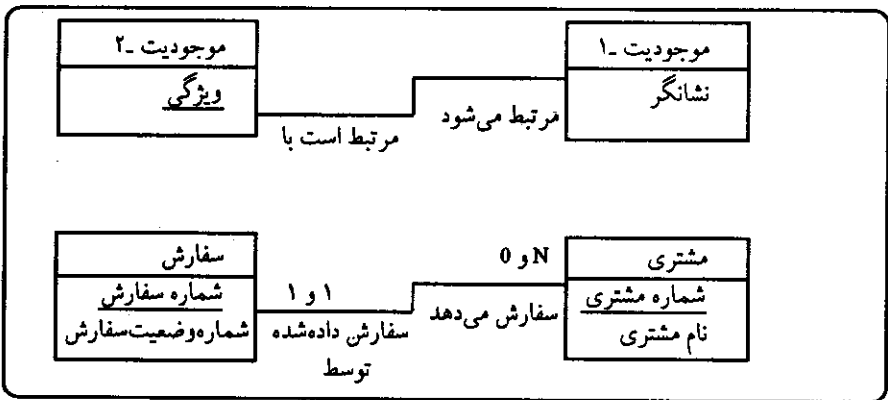 موجودیت ـ۱
نشانگر
مرتبط می‌شود
موجودیت ـ۲
ویژگی
مرتبط است با
مشتری
شماره مشتری
نام مشتری
N و 0
سفارش می‌دهد
۱ و ۱
سفارش داده‌شده
توسط
سفارش
شماره سفارش
شماره‌وضعیت‌سفارش